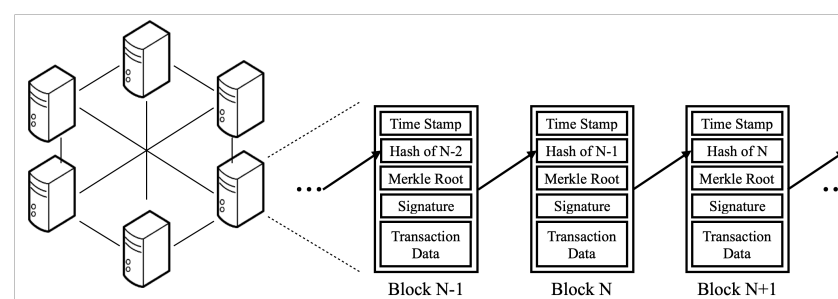 Time Stamp
Hash of N-2
Merkle Root
Signature
Transaction
Data
Block N-1
Time Stamp
Hash of N-1
Merkle Root
Signature
Transaction
Data
Block N
Time Stamp
Hash of N
Merkle Root
Signature
Transaction
Data
Block N+1